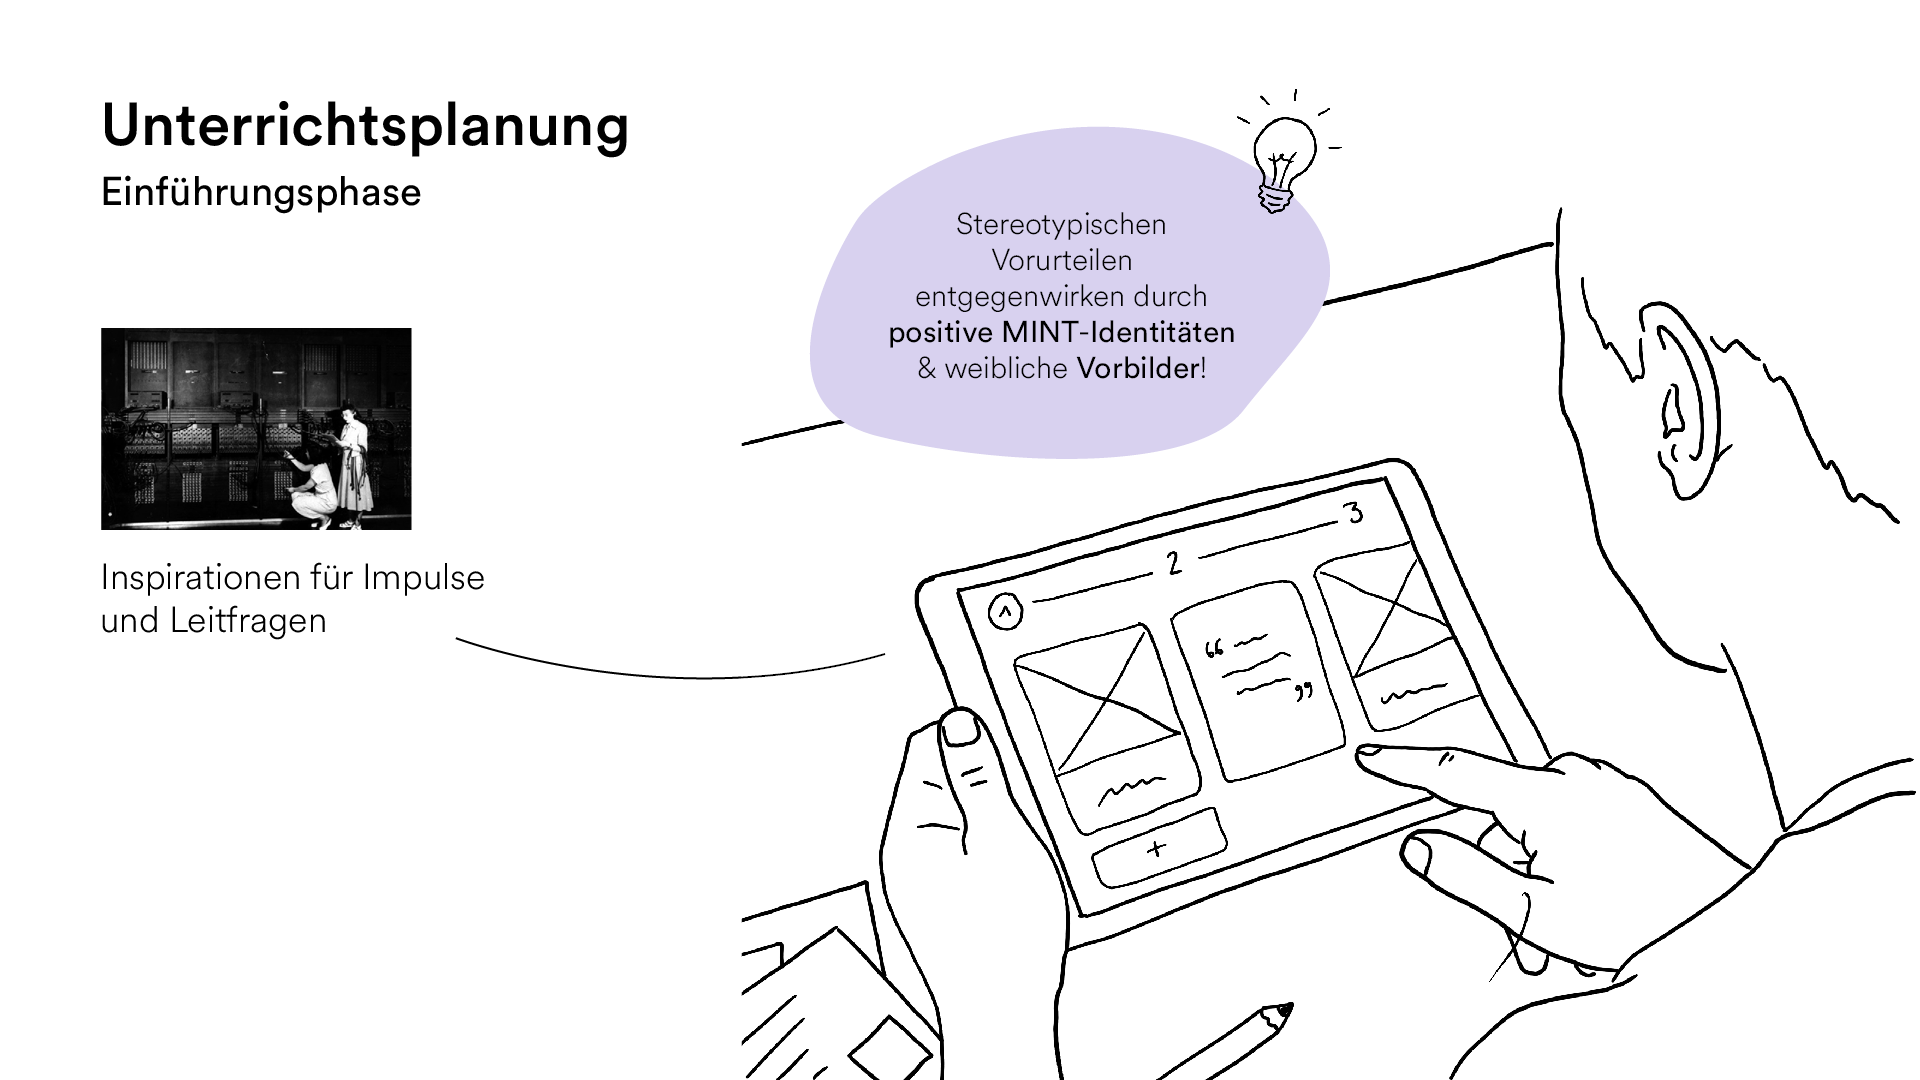 Unterrichtsplanung
Einführungsphase
Stereotypischen
Vorurteilen
entgegenwirken durch
positive MINT-Identitäten
& weibliche Vorbilder!
Inspirationen für Impulse
und Leitfragen
2
3
“
”
+